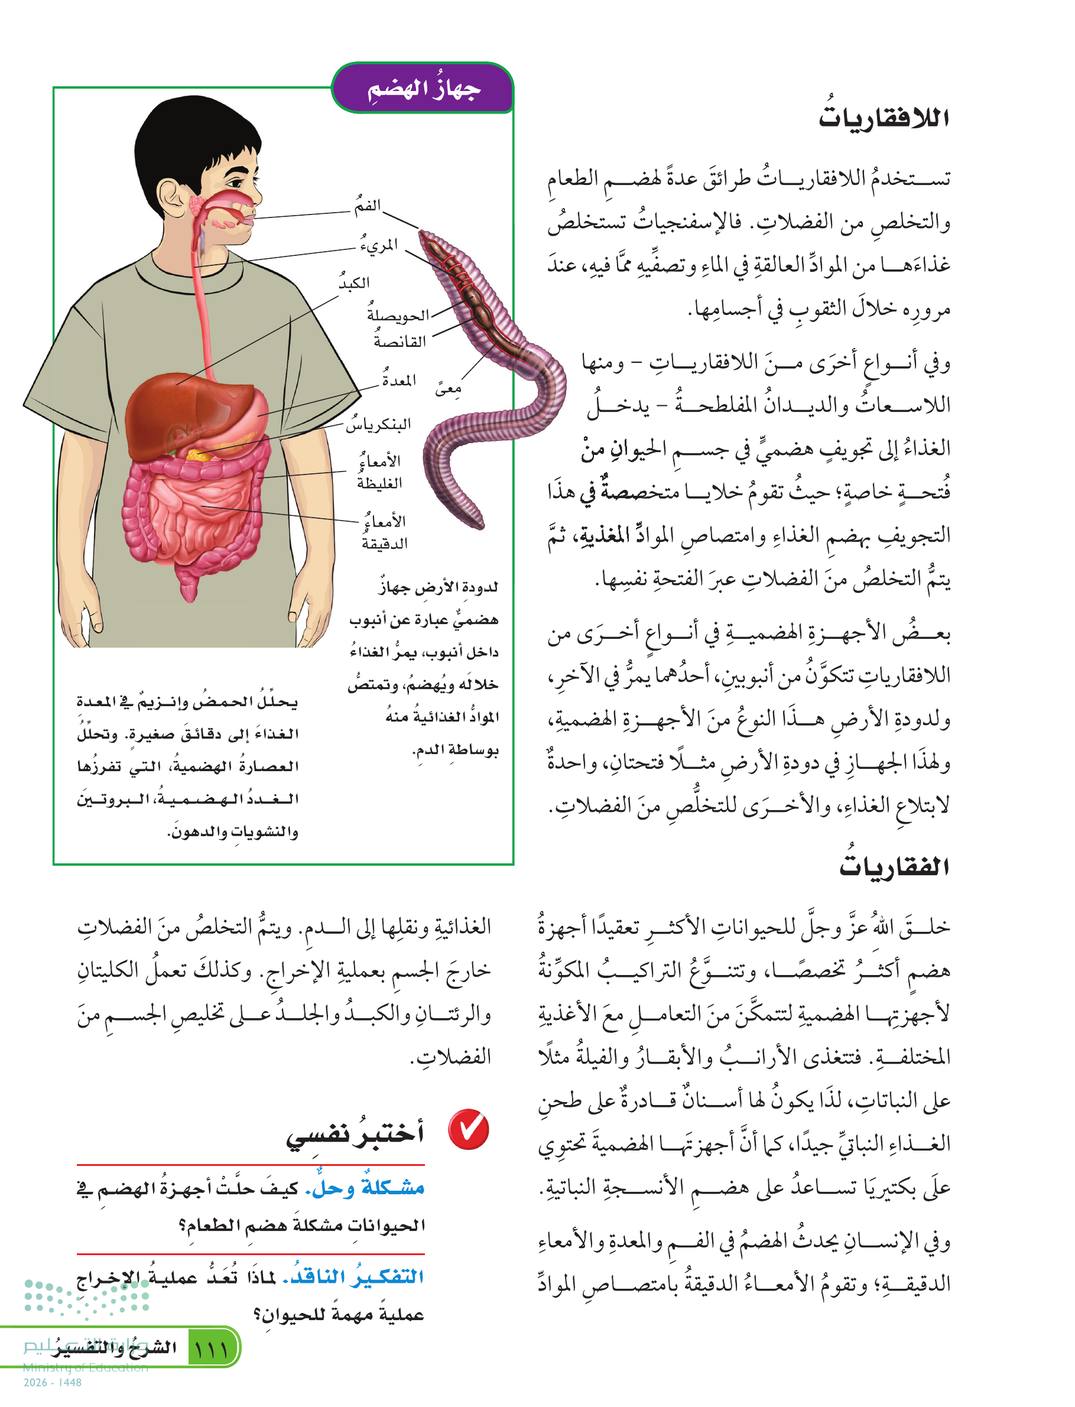 اللافقارياتُ
تستخدمُ اللافقارياتُ طرائقَ عدةً لهضمِ الطعامِ
والتخلصِ من الفضلاتِ. فالإسفنجياتُ تستخلصُ
غذاءَها من الموادِّ العالقةِ في الماءِ وتصفِّيهِ ممَّا فيهِ، عندَ
مرورِه خلالَ الثقوبِ في أجسامِها.
وفي أنواعٍ أخرَى منَ اللافقارياتِ - ومنها
اللاسعاتُ والديدانُ المفلطحةُ - يدخلُ
الغذاءُ إلى تجويفٍ هضميٍّ في جسمِ الحيوانِ منْ
فُتحةٍ خاصةٍ؛ حيثُ تقومُ خلايا متخصصةٌ في هذَا
التجويفِ بهضمِ الغذاءِ وامتصاصِ الموادِّ المغذيةِ، ثمَّ
يتمُّ التخلصُ منَ الفضلاتِ عبرَ الفتحةِ نفسِها.
بعضُ الأجهزةِ الهضميةِ في أنواعٍ أخرَى من
اللافقارياتِ تتكوَّنُ من أنبوبينِ، أحدُهما يمرُّ في الآخرِ،
ولدودةِ الأرضِ هذَا النوعُ منَ الأجهزةِ الهضميةِ،
ولهذَا الجهازِ في دودةِ الأرضِ مثلًا فتحتانِ، واحدةٌ
لابتلاعِ الغذاءِ، والأخرَى للتخلُّصِ منَ الفضلاتِ.
جهازُ الهضمِ
الفمُ
المريءُ
الكبدُ
الحوصلةُ
القانصةُ
المعدةُ
مِعىً
البنكرياسُ
الأمعاءُ
الغليظةُ
الأمعاءُ
الدقيقةُ
لدودةِ الأرضِ جهازٌ
هضميٌّ عبارة عن أنبوب
داخل أنبوب، يمرُّ الغذاءُ
خلالَه ويُهضمُ، وتمتصُّ
الموادُّ الغذائيةُ منهُ
بوساطةِ الدمِ.
يحلِّلُ الحمضُ وإنزيمٌ في المعدةِ
الغذاءَ إلى دقائقَ صغيرةٍ. وتحلِّلُ
العصارةُ الهضميةُ، التي تفرزُها
الغددُ الهضميةُ، البروتينَ
والنشوياتِ والدهونَ.
الفقارياتُ
خلقَ اللهُ عزَّ وجلَّ للحيواناتِ الأكثرِ تعقيدًا أجهزةُ
هضمٍ أكثرُ تخصصًا، وتتنوَّعُ التراكيبُ المكوِّنةُ
لأجهزتِها الهضميةِ لتتمكَّنَ منَ التعاملِ معَ الأغذيةِ
المختلفةِ. فتتغذى الأرانبُ والأبقارُ والفيلةُ مثلًا
على النباتاتِ، لذَا يكونُ لها أسنانٌ قادرةٌ على طحنِ
الغذاءِ النباتيِّ جيدًا، كما أنَّ أجهزتَها الهضميةَ تحتوِي
علَى بكتيريَا تساعدُ على هضمِ الأنسجةِ النباتيةِ.
وفي الإنسانِ يحدثُ الهضمُ في الفمِ والمعدةِ والأمعاءِ
الدقيقةِ؛ وتقومُ الأمعاءُ الدقيقةُ بامتصاصِ الموادِّ
الغذائيةِ ونقلِها إلى الدمِ. ويتمُّ التخلصُ منَ الفضلاتِ
خارجَ الجسمِ بعمليةِ الإخراجِ. وكذلكَ تعملُ الكليتانِ
والرئتانِ والكبدُ والجلدُ على تخليصِ الجسمِ منَ
الفضلاتِ.
أختبرُ نفسِي
مشكلةٌ وحلٌّ. كيفَ حلَّتْ أجهزةُ الهضمِ في
الحيواناتِ مشكلةَ هضمِ الطعامِ؟
التفكيرُ الناقدُ. لماذَا تُعَدُّ عمليةُ الإخراجِ
عمليةً مهمةً للحيوانِ؟
١١١ الشرحُ والتفسيرُ
وزارة التعليم
Ministry of Education
2026 - 1448